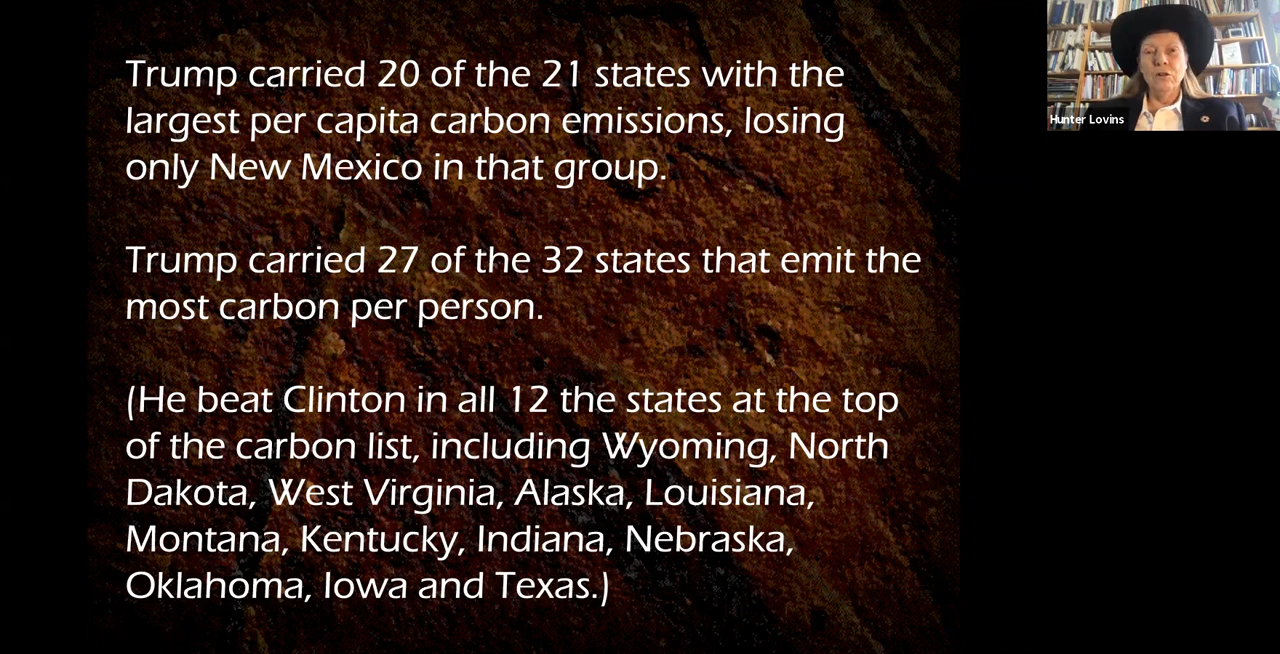 Trump carried 20 of the 21 states with the
largest per capita carbon emissions, losing
only New Mexico in that group.
Trump carried 27 of the 32 states that emit the
most carbon per person.
(He beat Clinton in all 12 the states at the top
of the carbon list, including Wyoming, North
Dakota, West Virginia, Alaska, Louisiana,
Montana, Kentucky, Indiana, Nebraska,
Oklahoma, Iowa and Texas.)
Hunter Lovins